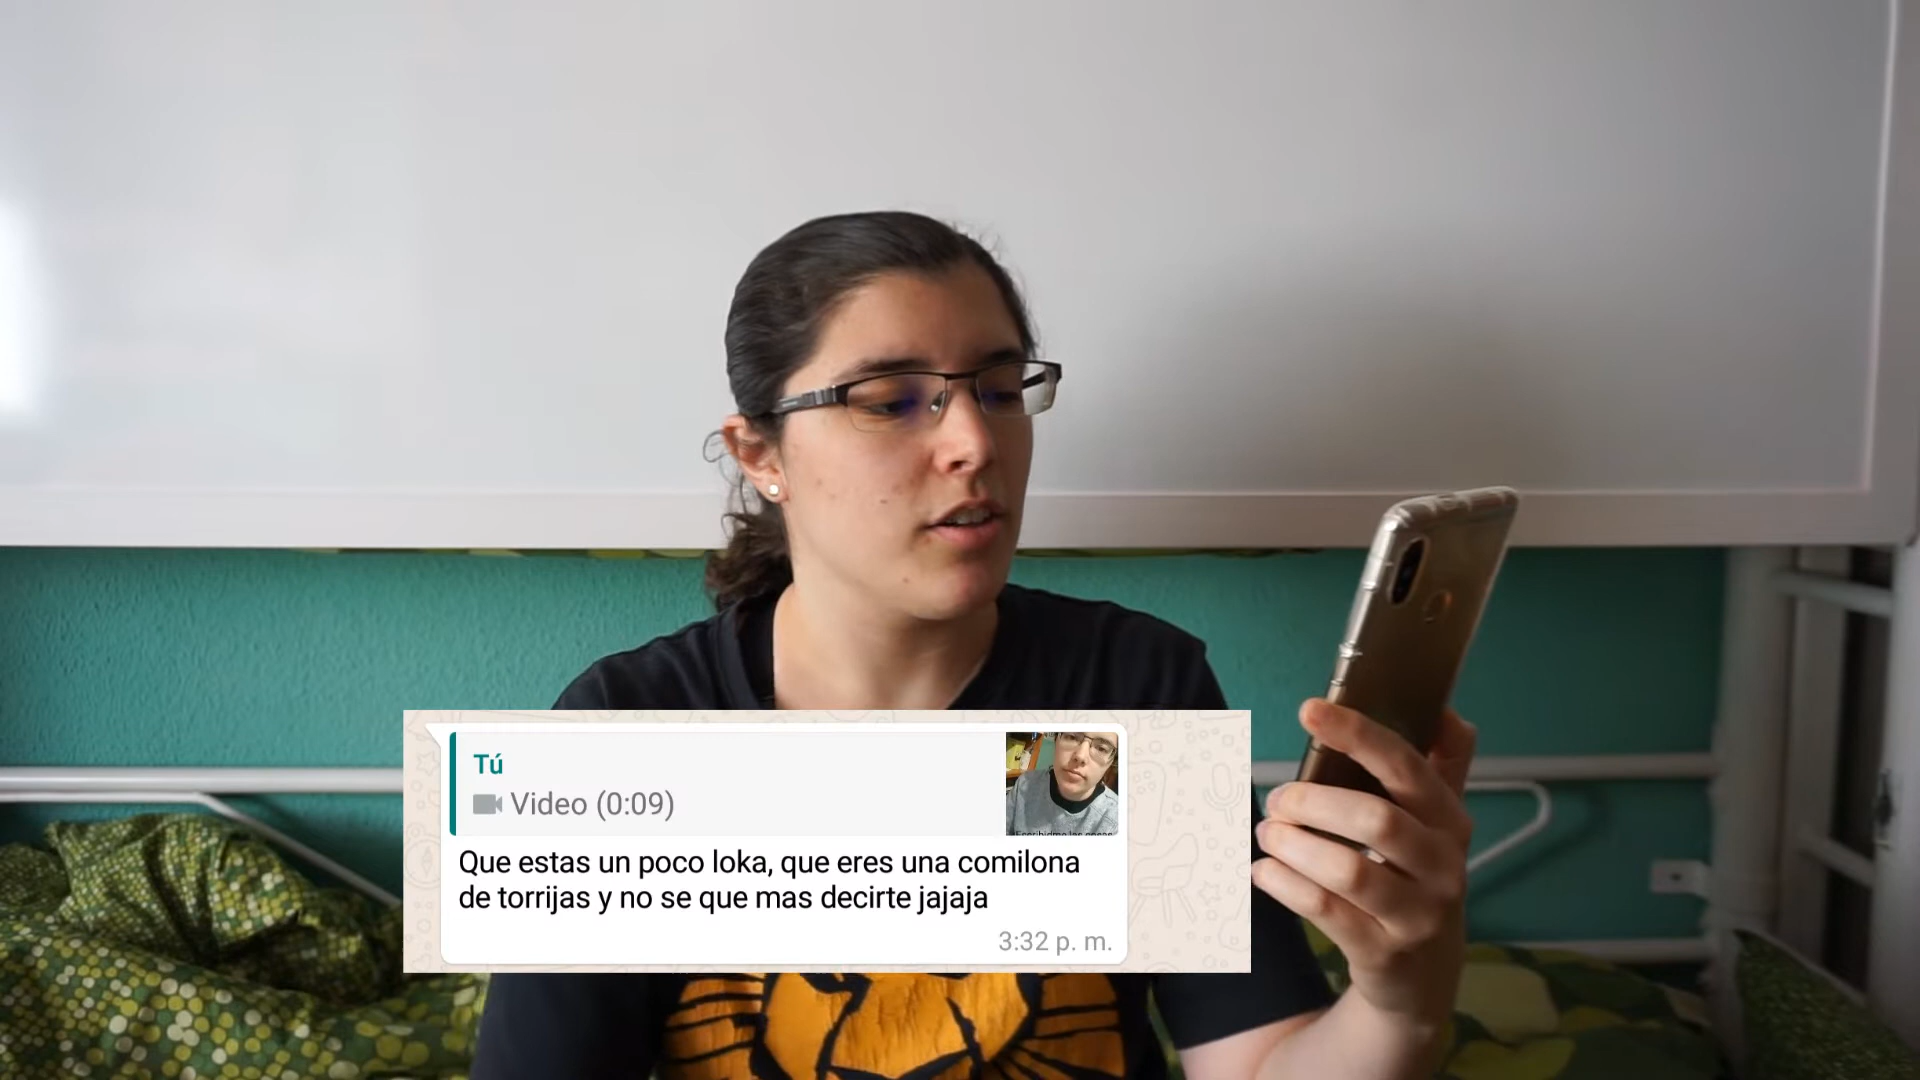 Tú
Video (0:09)
Que estas un poco loka, que eres una comilona
de torrijas y no se que mas decirte jajaja
3:32 p. m.